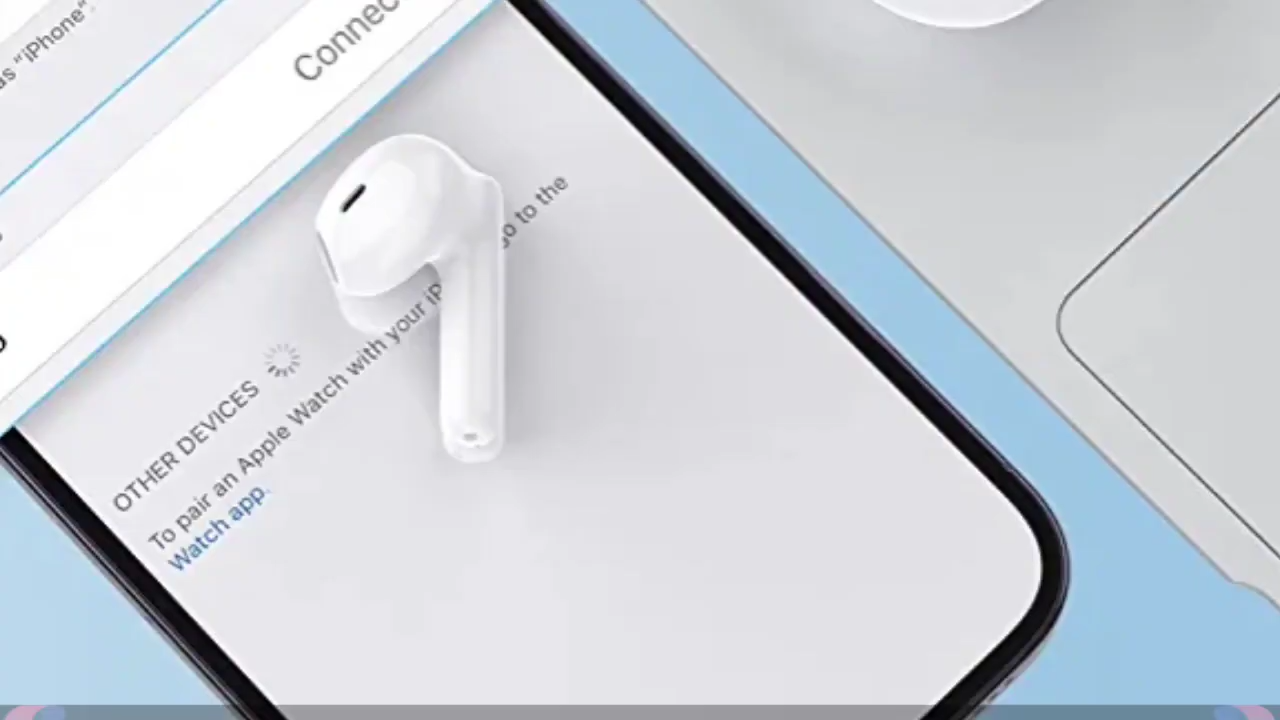 as “iPhone”.
Connec
OTHER DEVICES
To pair an Apple Watch with your iP go to the
Watch app.